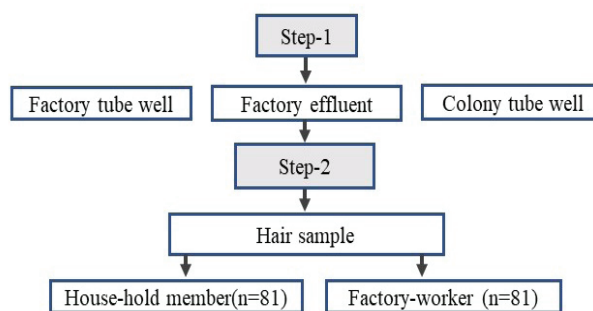 Step-1
Factory tube well
Factory effluent
Colony tube well
Step-2
Hair sample
House-hold member(n=81)
Factory-worker (n=81)